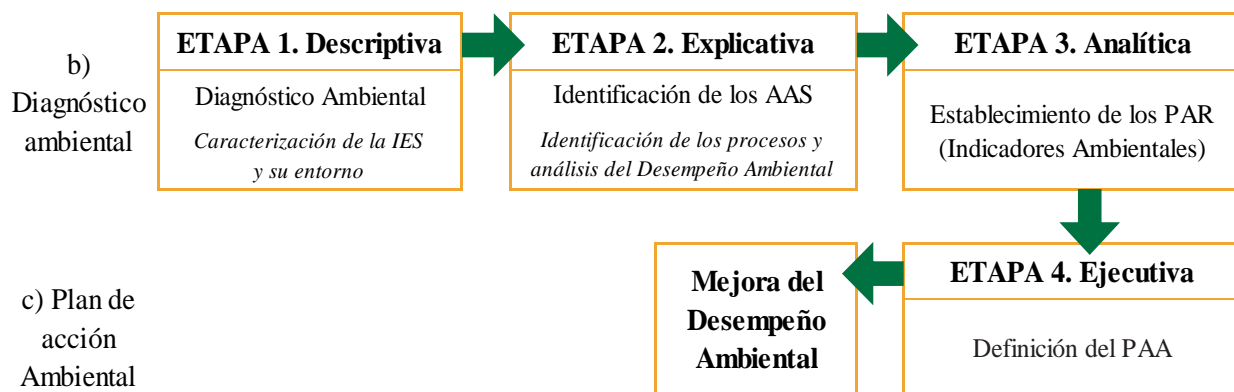 b)
Diagnóstico
ambiental
ETAPA 1. Descriptiva
Diagnóstico Ambiental
Caracterización de la IES
y su entorno
ETAPA 2. Explicativa
Identificación de los AAS
Identificación de los procesos y
análisis del Desempeño Ambiental
ETAPA 3. Analítica
Establecimiento de los PAR
(Indicadores Ambientales)
c) Plan de
acción
Ambiental
Mejora del
Desempeño
Ambiental
ETAPA 4. Ejecutiva
Definición del PAA